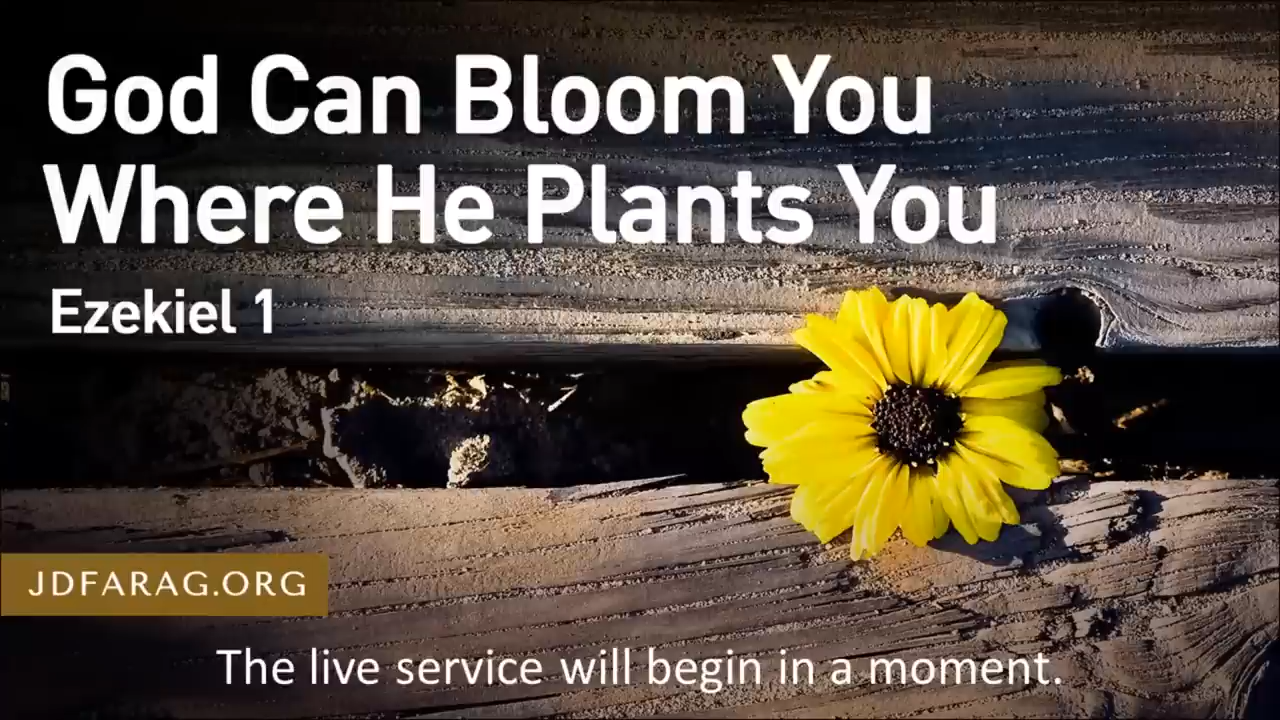 God Can Bloom You
Where He Plants You
Ezekiel 1
JDFARAG.ORG
The live service will begin in a moment.